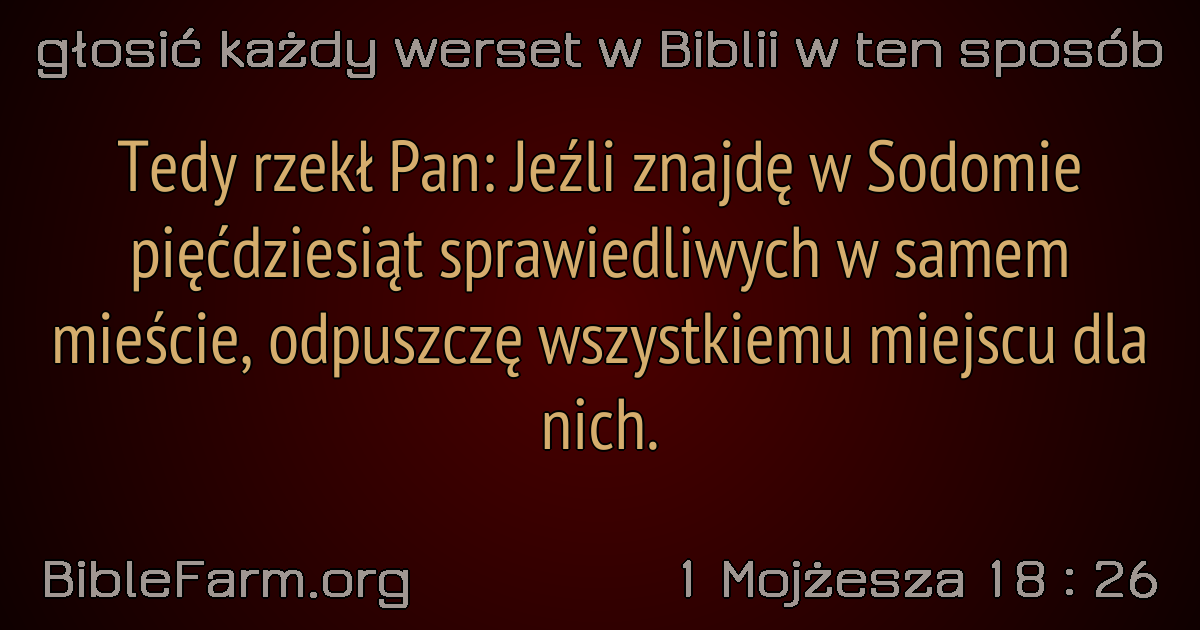 głosić każdy werset w Biblii w ten sposób
Tedy rzekł Pan: Jeźli znajdę w Sodomie
pięćdziesiąt sprawiedliwych w samem
mieście, odpuszczę wszystkiemu miejscu dla
nich.
BibleFarm.org
1 Mojżesza 18 : 26